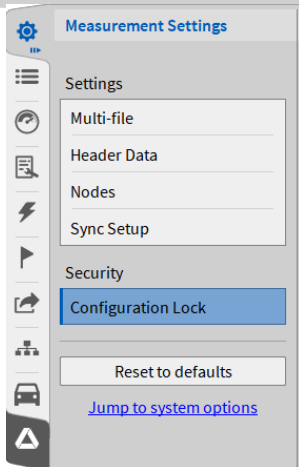 Measurement Settings
Settings
Multi-file
Header Data
Nodes
Sync Setup
Security
Configuration Lock
Reset to defaults
Jump to system options